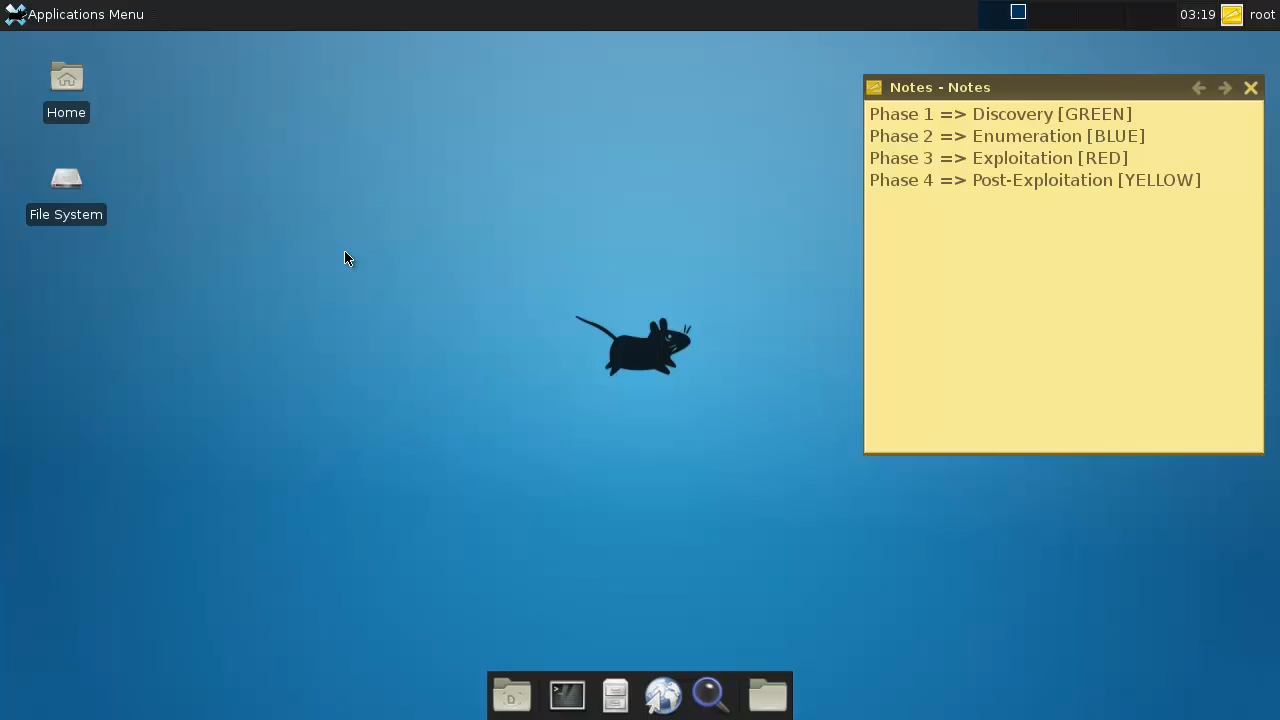 Applications Menu
03:19
root
Home
File System
Notes - Notes
Phase 1 => Discovery [GREEN]
Phase 2 => Enumeration [BLUE]
Phase 3 => Exploitation [RED]
Phase 4 => Post-Exploitation [YELLOW]